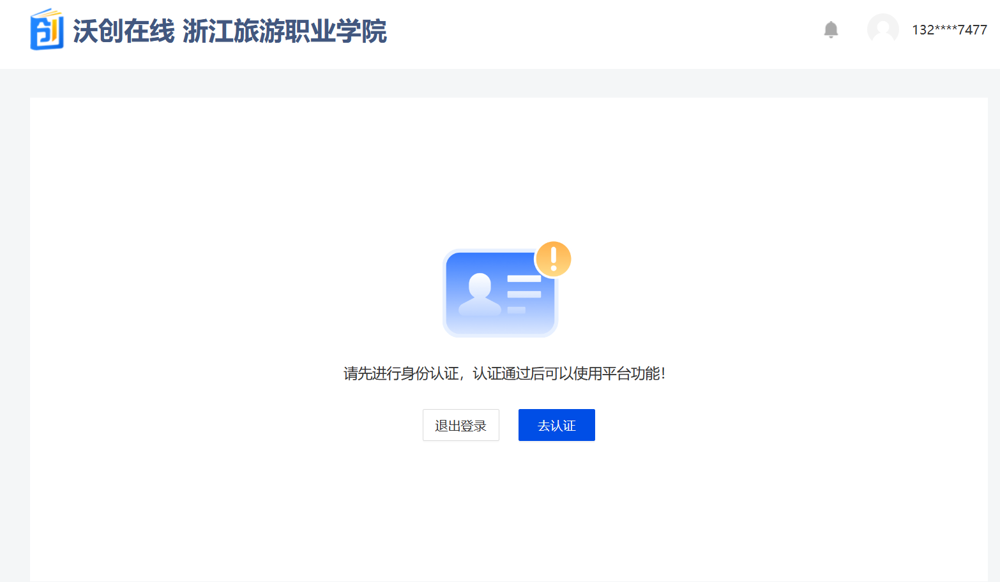 沃创在线 浙江旅游职业学院
132****7477
请先进行身份认证，认证通过后可以使用平台功能！
退出登录
去认证